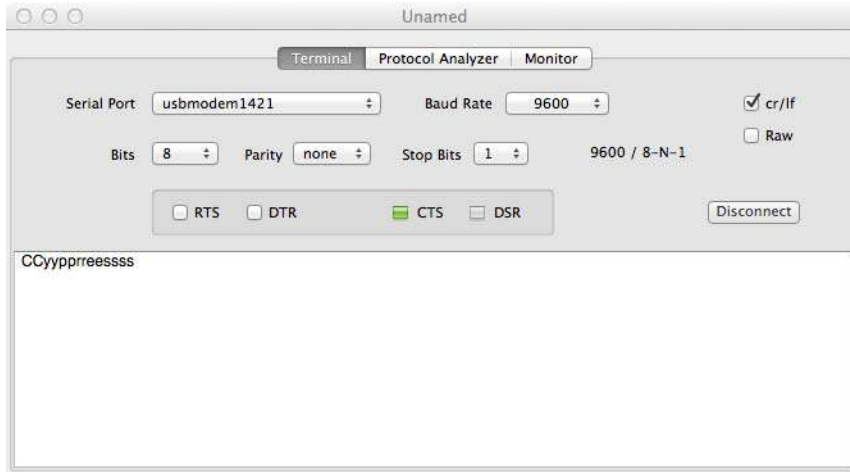 Unamed
Terminal Protocol Analyzer Monitor
Serial Port usbmodem1421 Baud Rate 9600 cr/lf
Raw
Bits 8 Parity none Stop Bits 1 9600 / 8-N-1
RTS DTR CTS DSR Disconnect
CCyypprreessss